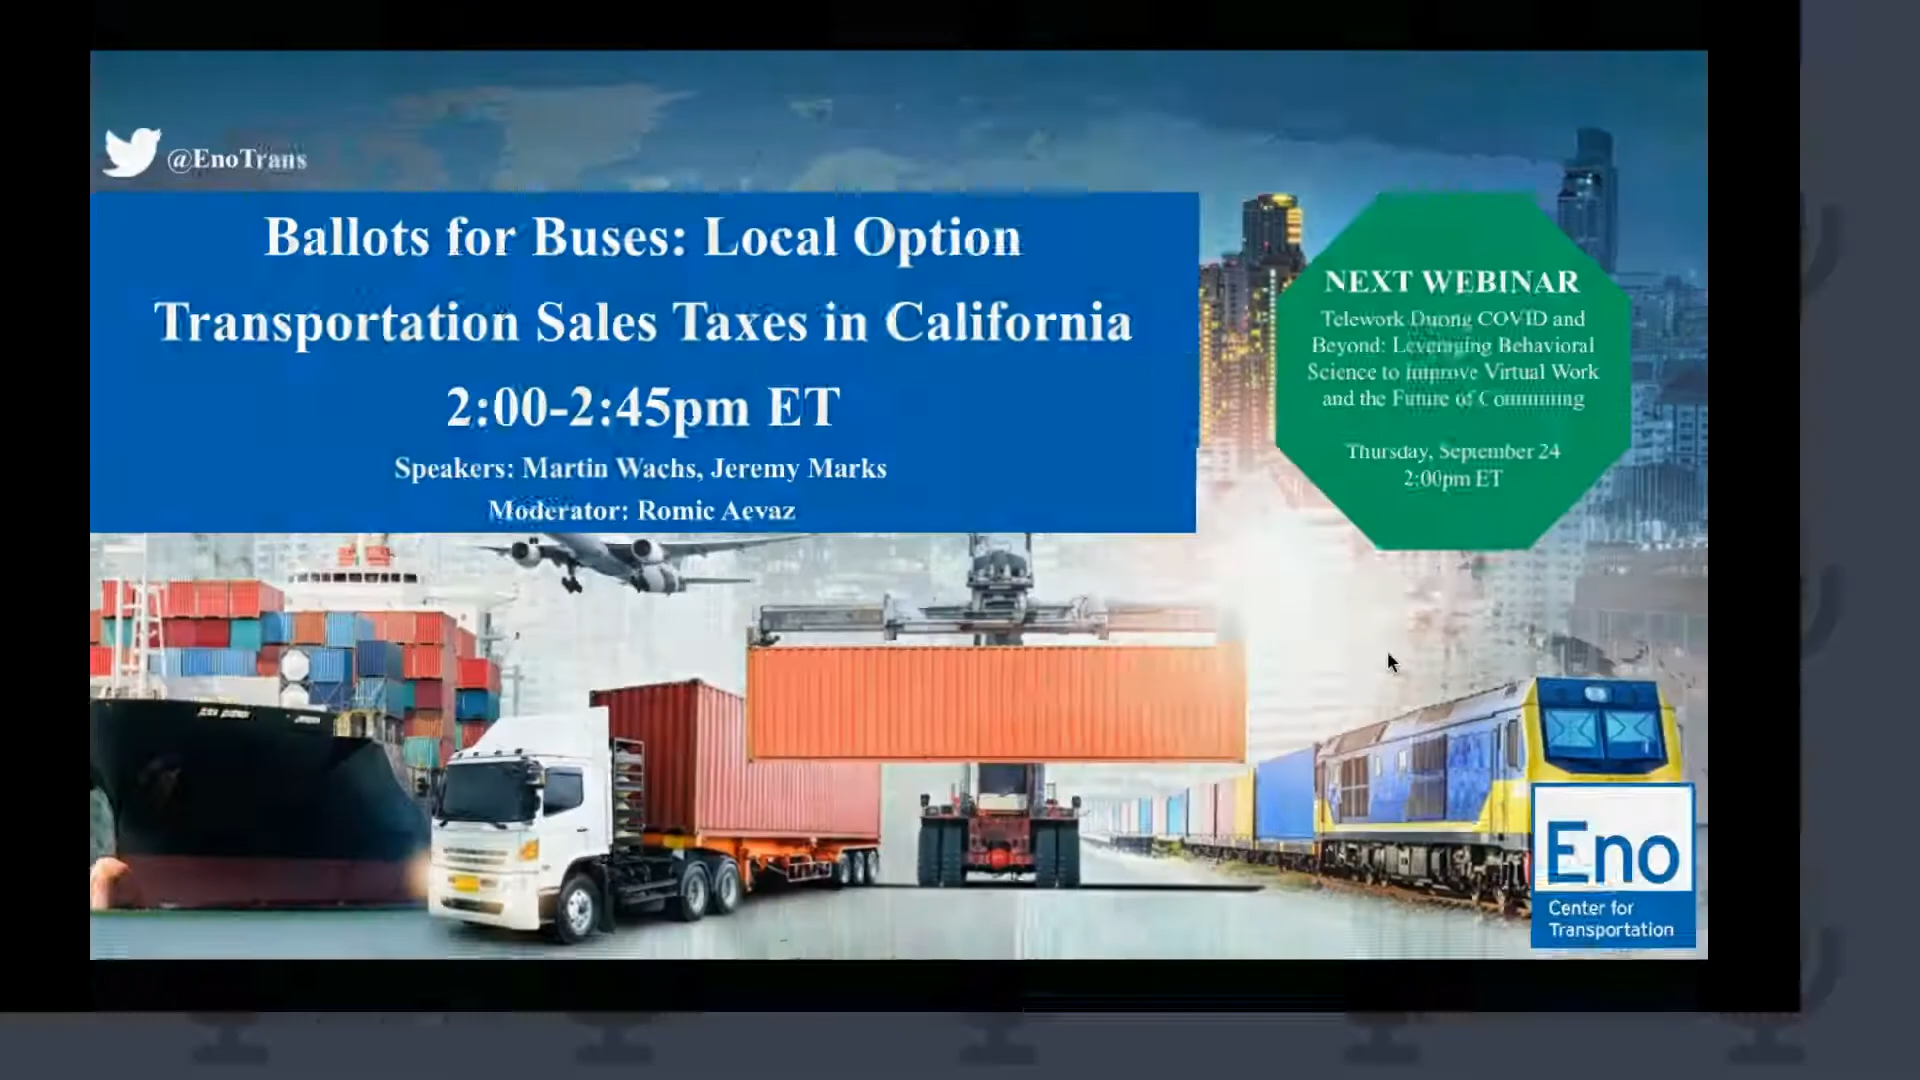 @EnoTrans
Ballots for Buses: Local Option
Transportation Sales Taxes in California
2:00-2:45pm ET
Speakers: Martin Wachs, Jeremy Marks
Moderator: Romic Aevaz
NEXT WEBINAR
Telework During COVID and
Beyond: Leveraging Behavioral
Science to Improve Virtual Work
and the Future of Commuting
Thursday, September 24
2:00pm ET
Eno
Center for
Transportation